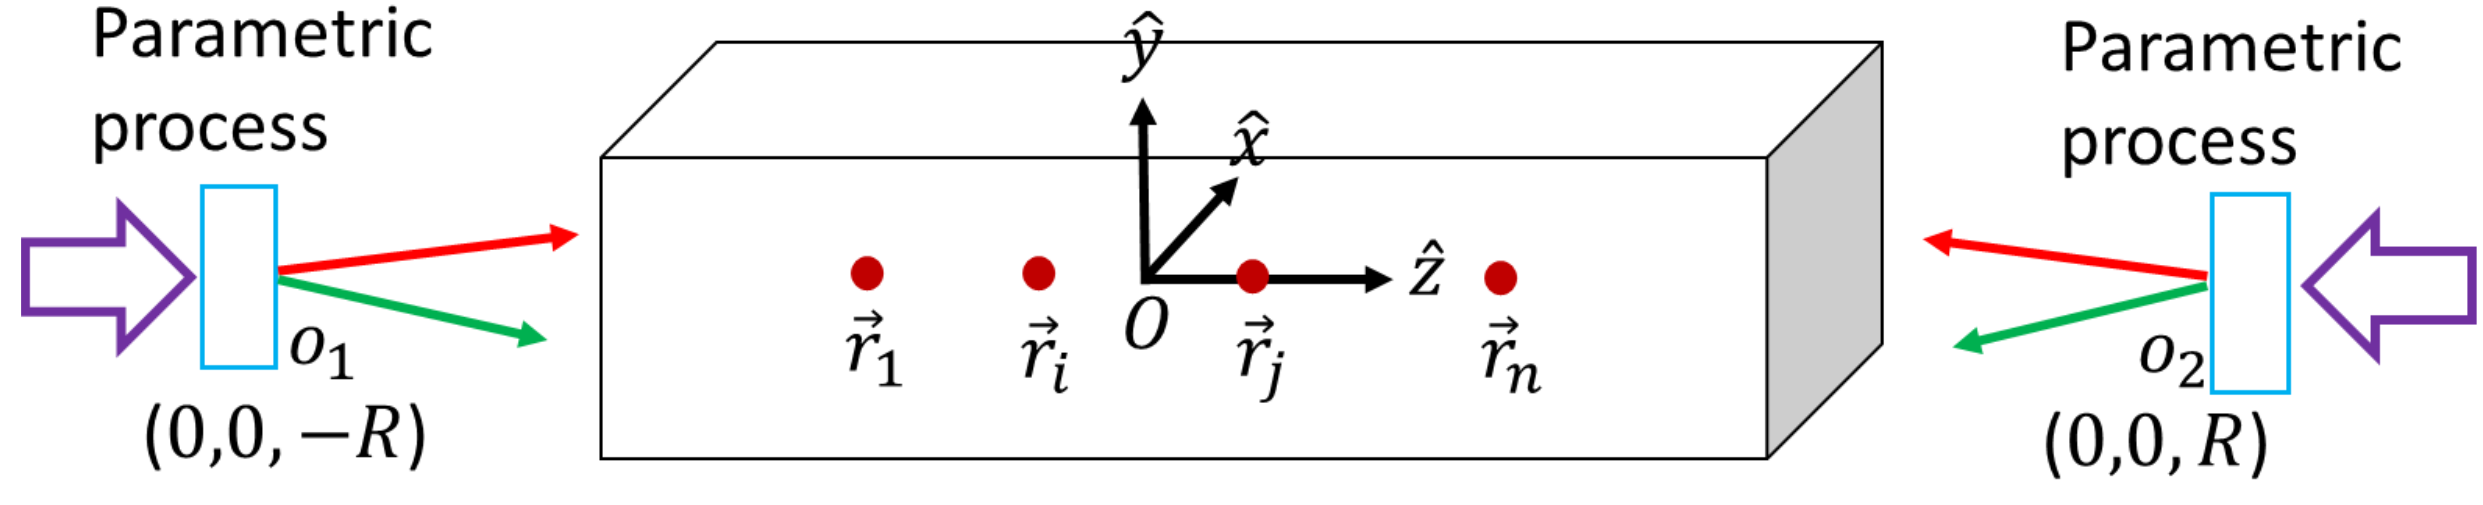 Parametric
process
o₁
(0,0,−R)
ŷ
x̂
ẑ
O
r⃗₁
r⃗ᵢ
r⃗ⱼ
r⃗ₙ
Parametric
process
o₂
(0,0, R)